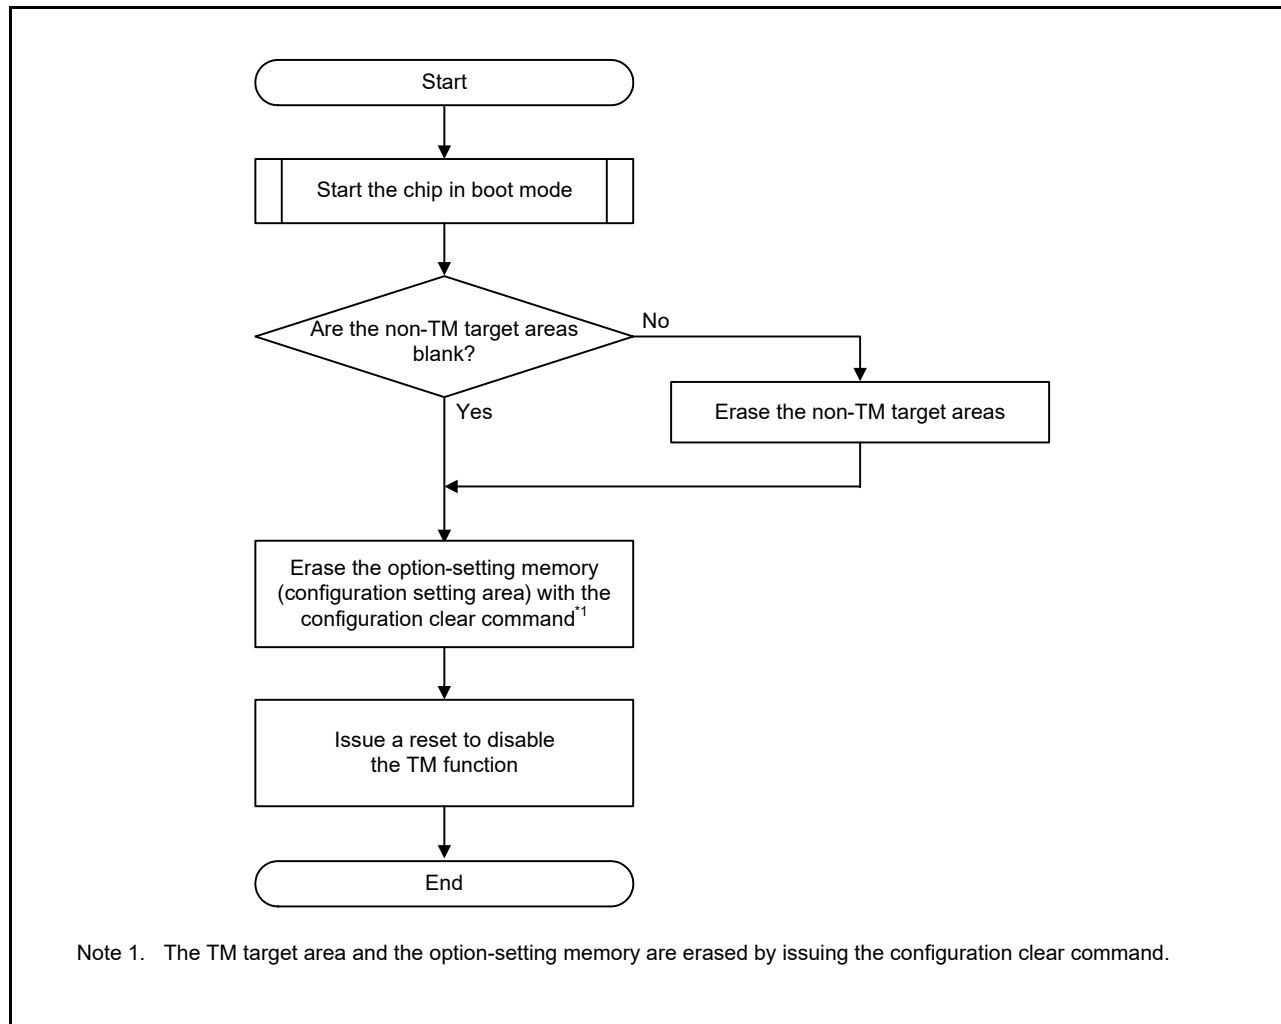 Start
Start the chip in boot mode
Are the non-TM target areas
blank?
No
Yes
Erase the non-TM target areas
Erase the option-setting memory
(configuration setting area) with the
configuration clear command*1
Issue a reset to disable
the TM function
End
Note 1. The TM target area and the option-setting memory are erased by issuing the configuration clear command.